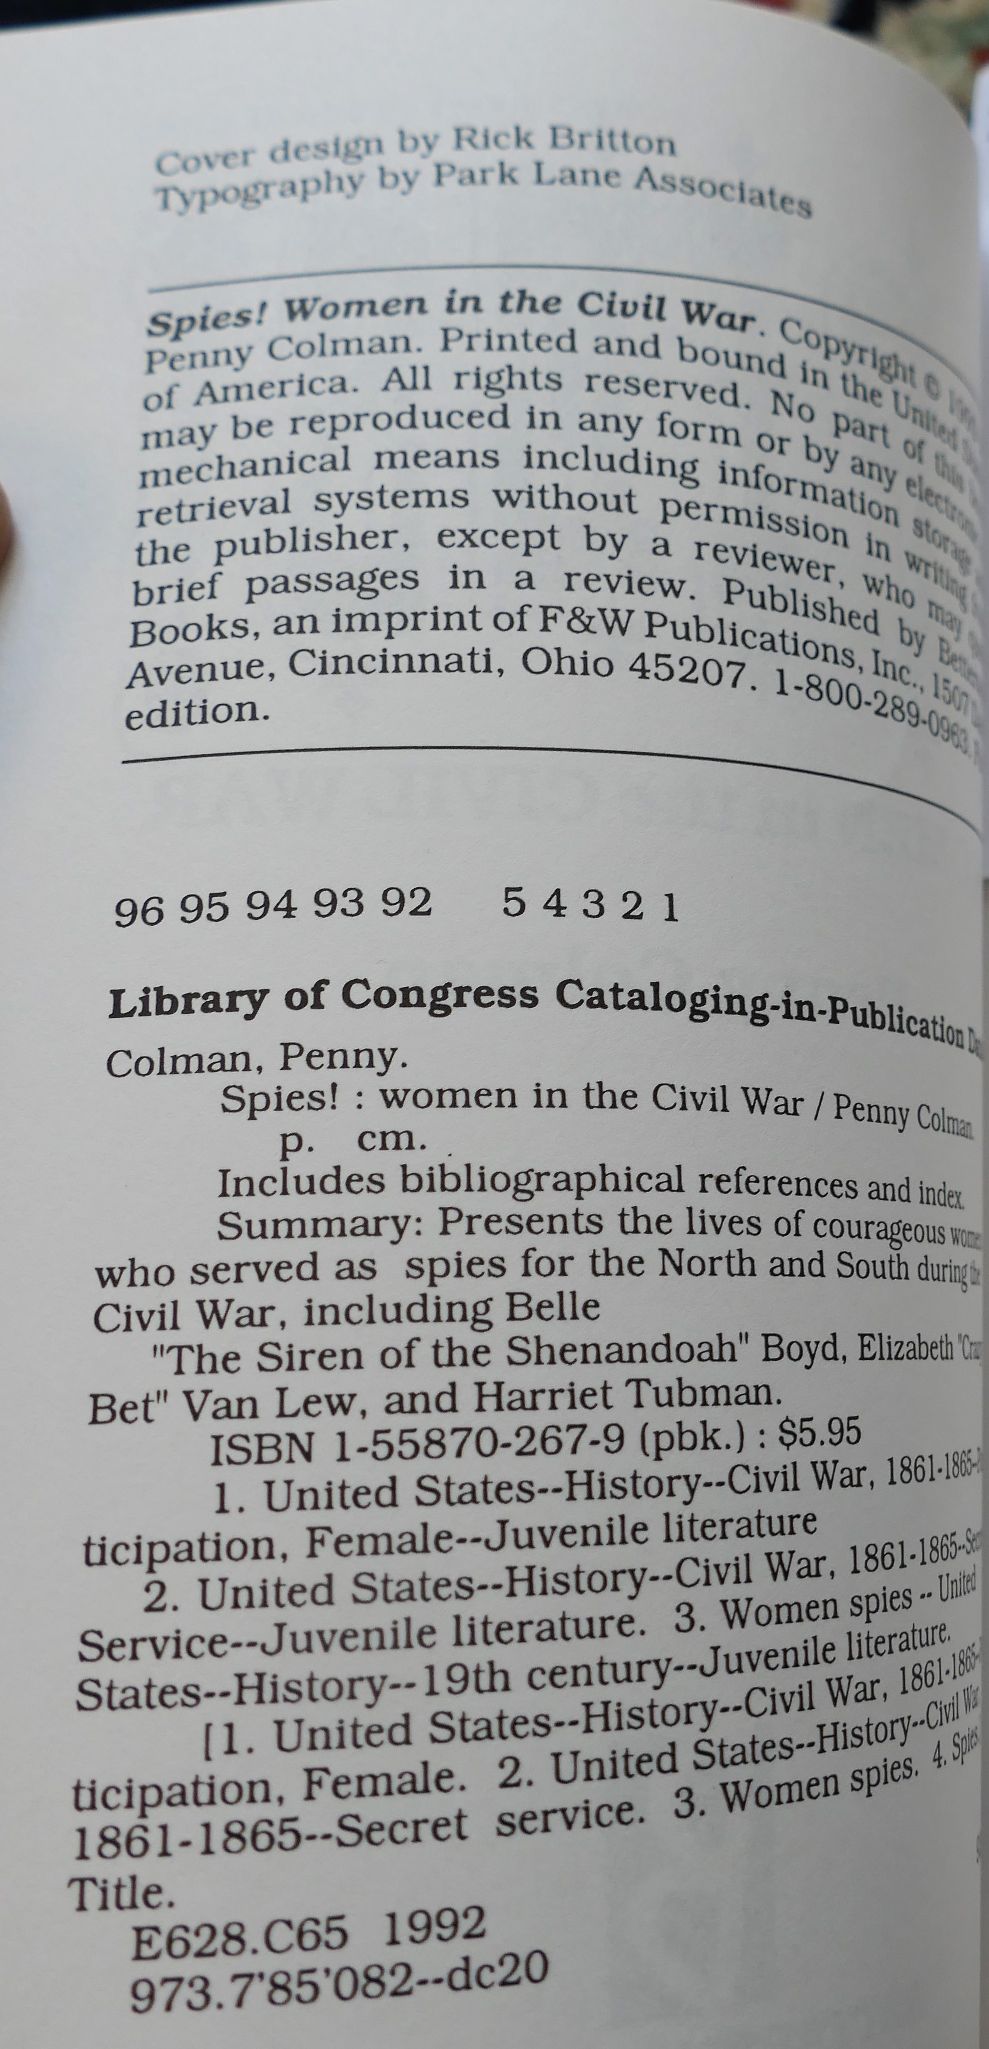 Cover design by Rick Britton
Typography by Park Lane Associates
Spies! Women in the Civil War. Copyright ©
Penny Colman. Printed and bound in the United
of America. All rights reserved. No part of this
may be reproduced in any form or by any
mechanical means including information storage
retrieval systems without permission in writing
the publisher, except by a reviewer, who may
brief passages in a review. Published by
Books, an imprint of F&W Publications, Inc., 1507
Avenue, Cincinnati, Ohio 45207. 1-800-289-0963.
edition.
96 95 94 93 92 5 4 3 2 1
Library of Congress Cataloging-in-Publication
Colman, Penny.
Spies! : women in the Civil War / Penny Colman
p. cm.
Includes bibliographical references and index.
Summary: Presents the lives of courageous
who served as spies for the North and South during
Civil War, including Belle
"The Siren of the Shenandoah" Boyd, Elizabeth
Bet" Van Lew, and Harriet Tubman.
ISBN 1-55870-267-9 (pbk.) : $5.95
1. United States--History--Civil War, 1861-1865-
ticipation, Female--Juvenile literature
2. United States--History--Civil War, 1861-1865--
Service--Juvenile literature. 3. Women spies -- United
States--History--19th century--Juvenile literature.
[1. United States--History--Civil War, 1861-1865-
ticipation, Female. 2. United States--History--Civil War
1861-1865--Secret service. 3. Women spies. 4. Spies
Title.
E628.C65 1992
973.7'85'082--dc20